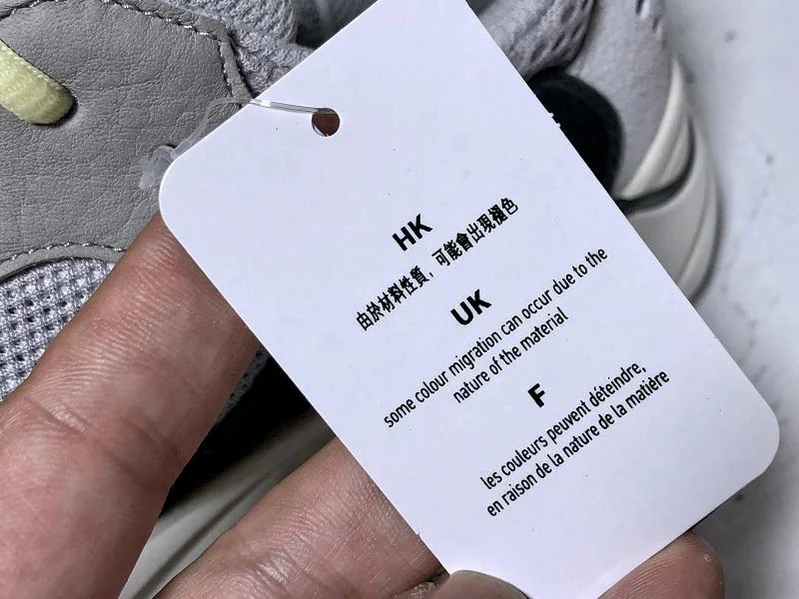 HK
由於材料性質，可能會出現褪色
UK
some colour migration can occur due to the
nature of the material
F
les couleurs peuvent déteindre,
en raison de la nature de la matière